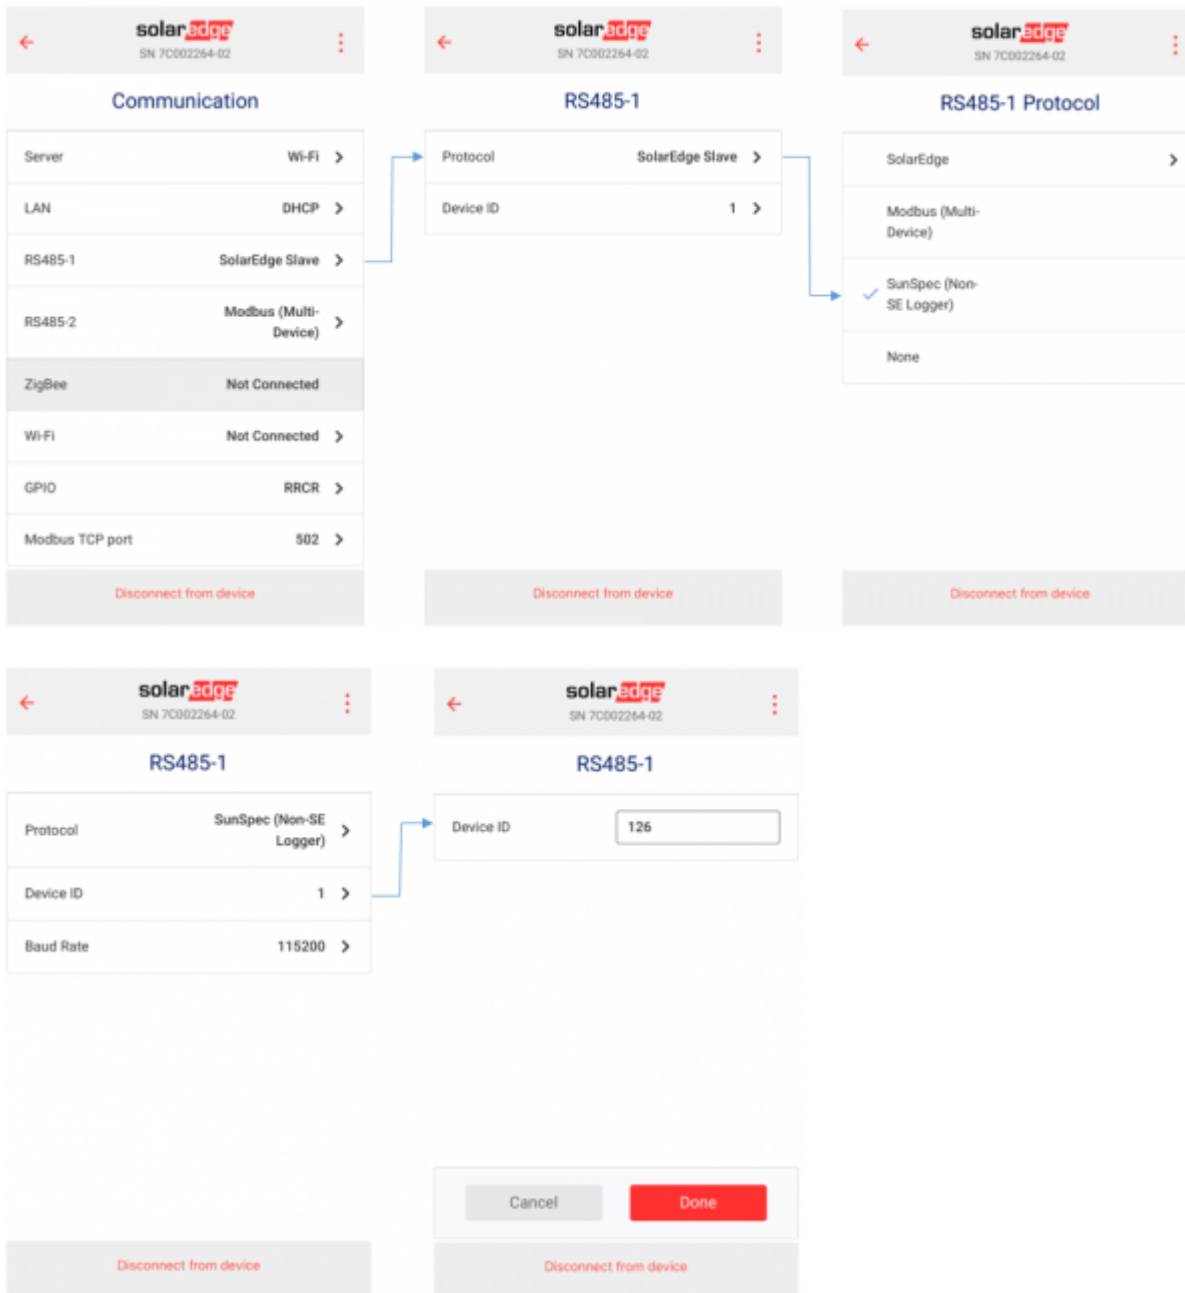 solaredge
SN 7C002264-02
Communication
Server Wi-Fi
LAN DHCP
RS485-1 SolarEdge Slave
RS485-2 Modbus (Multi-
Device)
ZigBee Not Connected
Wi-Fi Not Connected
GPIO RRCR
Modbus TCP port 502
Disconnect from device
solaredge
SN 7C002264-02
RS485-1
Protocol SolarEdge Slave
Device ID 1
Disconnect from device
solaredge
SN 7C002264-02
RS485-1 Protocol
SolarEdge
Modbus (Multi-
Device)
SunSpec (Non-
SE Logger)
None
Disconnect from device
solaredge
SN 7C002264-02
RS485-1
Protocol SunSpec (Non-SE
Logger)
Device ID 1
Baud Rate 115200
Disconnect from device
solaredge
SN 7C002264-02
RS485-1
Device ID 126
Cancel Done
Disconnect from device